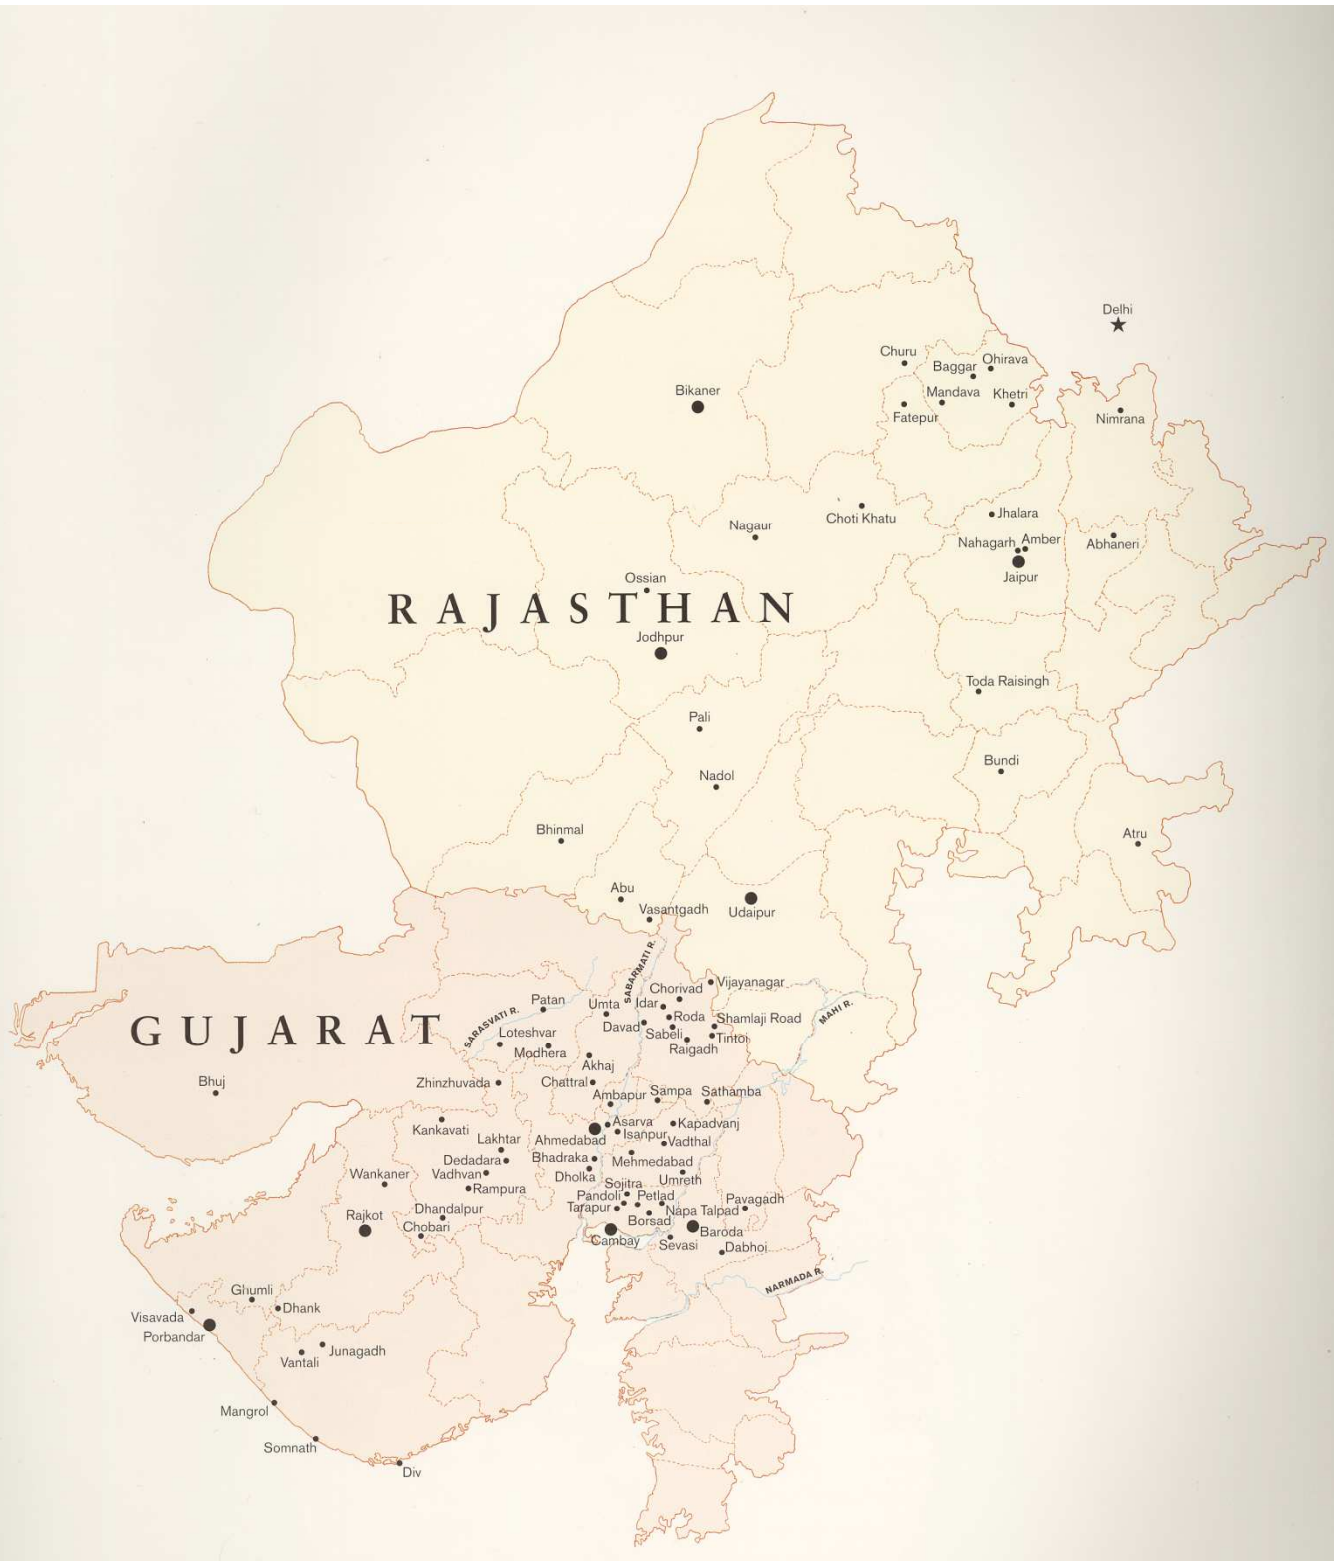 Delhi
Churu
Ohirava
Baggar
Bikaner
Mandava
Khetri
Fatepur
Nimrana
Choti Khatu
Jhalara
Nagaur
Nahagarh
Amber
Abhaneri
Jaipur
Ossian
RAJASTHAN
Jodhpur
Toda Raisingh
Pali
Bundi
Nadol
Bhinmal
Atru
Abu
Vasantgadh
Udaipur
SABARMATI R.
Vijayanagar
Chorivad
MAHI R.
Patan
Umta
Idar
GUJARAT
SARASVATI R.
Roda
Shamlaji Road
Davad
Loteshvar
Sabeli
Tintoi
Modhera
Raigadh
Akhaj
Bhuj
Zhinzhuvada
Chattral
Ambapur
Sampa
Sathamba
Kankavati
Asarva
Kapadvanj
Isanpur
Ahmedabad
Lakhtar
Vadthal
Dedadara
Bhadraka
Mehmedabad
Wankaner
Vadhvan
Dholka
Umreth
Rampura
Sojitra
Pandoli
Petlad
Pavagadh
Tarapur
Napa Talpad
Rajkot
Dhandalpur
Borsad
Chobari
Baroda
Cambay
Sevasi
Dabhoi
NARMADA R.
Ghumli
Dhank
Visavada
Porbandar
Junagadh
Vantali
Mangrol
Somnath
Div